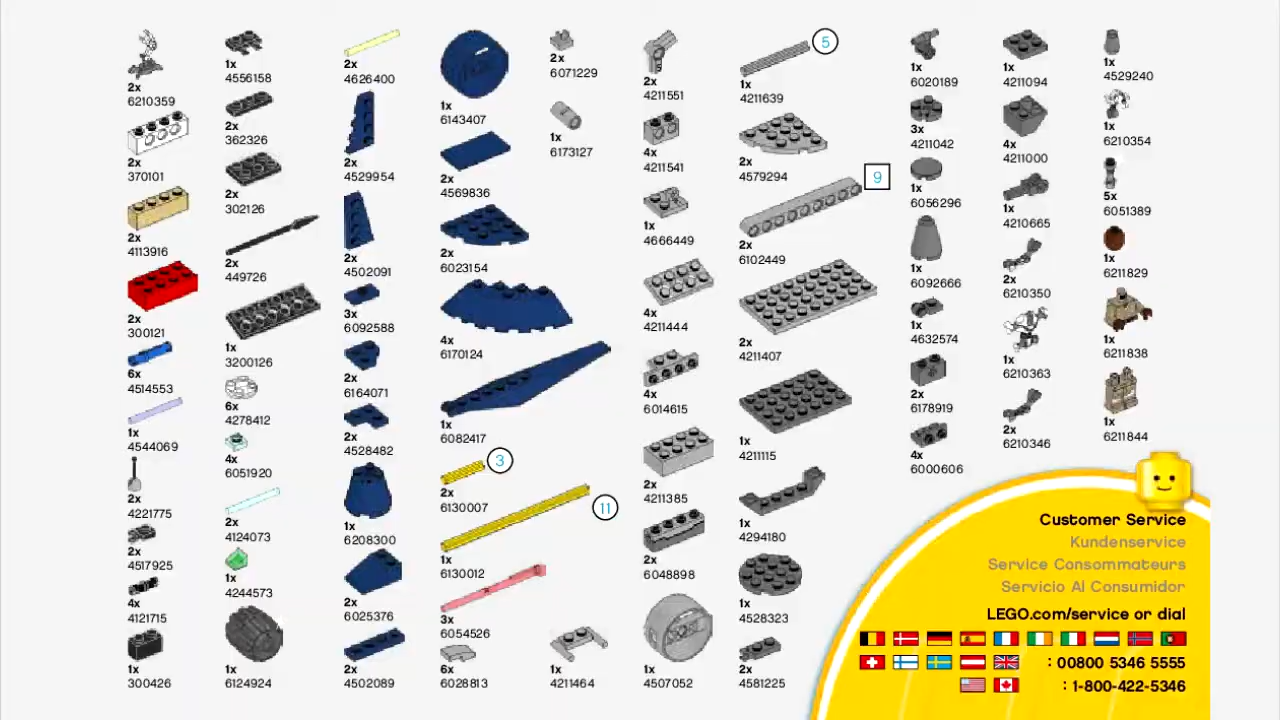 2x
6210359
2x
370101
2x
4113916
2x
300121
6x
4514553
1x
4544069
2x
4221775
2x
4517925
4x
4121715
1x
300426
1x
4556158
2x
362326
2x
302126
2x
449726
1x
3200126
6x
4278412
4x
6051920
2x
4124073
1x
4244573
1x
6124924
2x
4626400
2x
4529954
2x
4502091
3x
6092588
2x
6164071
2x
4528482
1x
6208300
2x
6025376
2x
4502089
1x
6143407
2x
4569836
2x
6023154
4x
6170124
1x
6082417
3
2x
6130007
11
1x
6130012
3x
6054526
6x
6028813
2x
6071229
1x
6173127
1x
4211464
2x
4211551
4x
4211541
1x
4666449
4x
4211444
4x
6014615
2x
4211385
2x
6048898
1x
4507052
5
1x
4211639
2x
4579294
9
2x
6102449
2x
4211407
1x
4211115
1x
4294180
1x
4528323
2x
4581225
1x
6020189
3x
4211042
1x
6056296
1x
6092666
1x
4632574
2x
6178919
4x
6000606
1x
4211094
4x
4211000
1x
4210665
2x
6210350
1x
6210363
2x
6210346
1x
4529240
1x
6210354
5x
6051389
1x
6211829
1x
6211838
1x
6211844
Customer Service
Kundenservice
Service Consommateurs
Servicio Al Consumidor
LEGO.com/service or dial
: 00800 5346 5555
: 1-800-422-5346